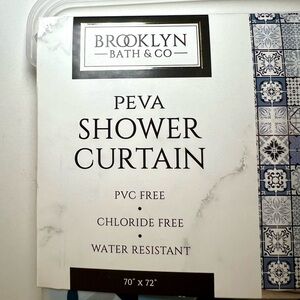 BROOKLYN
BATH & CO
PEVA
SHOWER
CURTAIN
PVC FREE
•
CHLORIDE FREE
•
WATER RESISTANT
70" x 72"